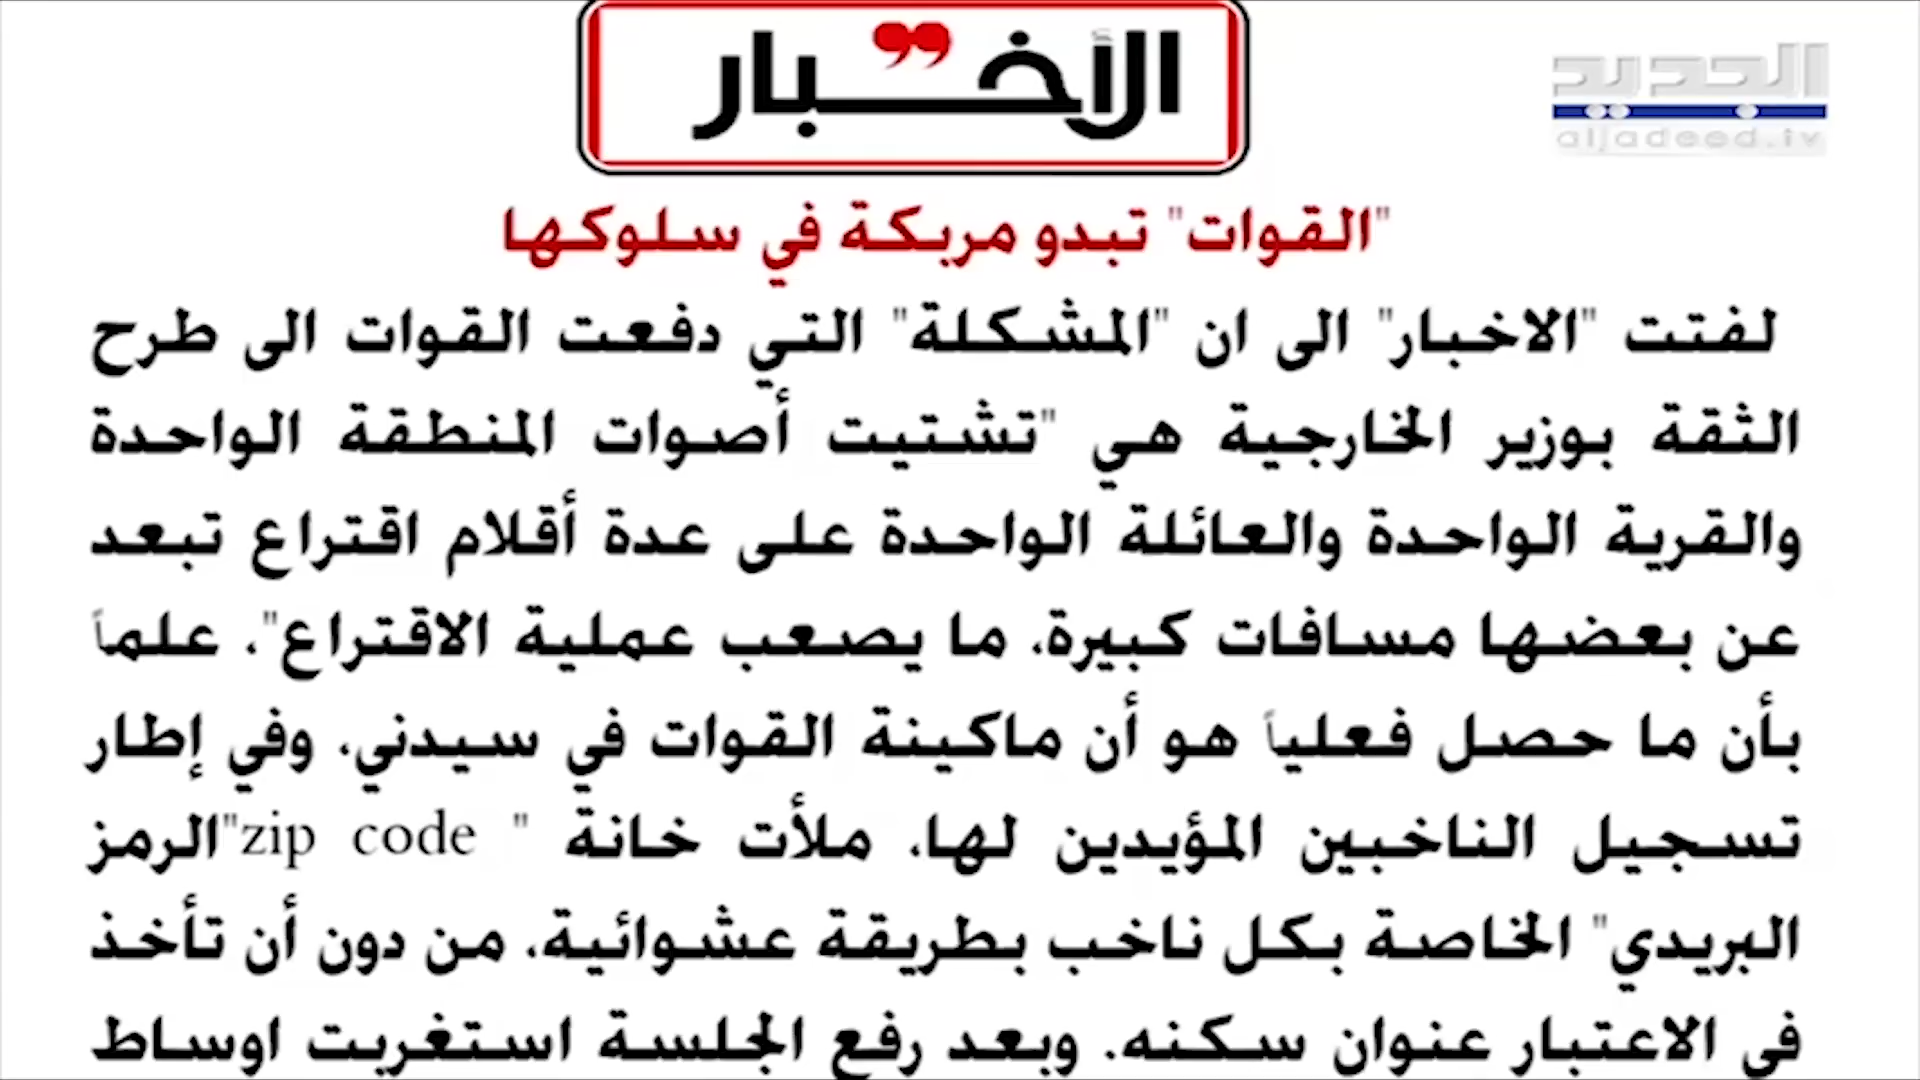 الأخبار
الجديد
aljadeed.tv
"القوات" تبدو مربكة في سلوكها
لفتت "الاخبار" الى ان "المشكلة" التي دفعت القوات الى طرح
الثقة بوزير الخارجية هي "تشتيت أصوات المنطقة الواحدة
والقرية الواحدة والعائلة الواحدة على عدة أقلام اقتراع تبعد
عن بعضها مسافات كبيرة، ما يصعب عملية الاقتراع"، علماً
بأن ما حصل فعلياً هو أن ماكينة القوات في سيدني، وفي إطار
تسجيل الناخبين المؤيدين لها، ملأت خانة " zip code"الرمز
البريدي" الخاصة بكل ناخب بطريقة عشوائية، من دون أن تأخذ
في الاعتبار عنوان سكنه. وبعد رفع الجلسة استغربت اوساط